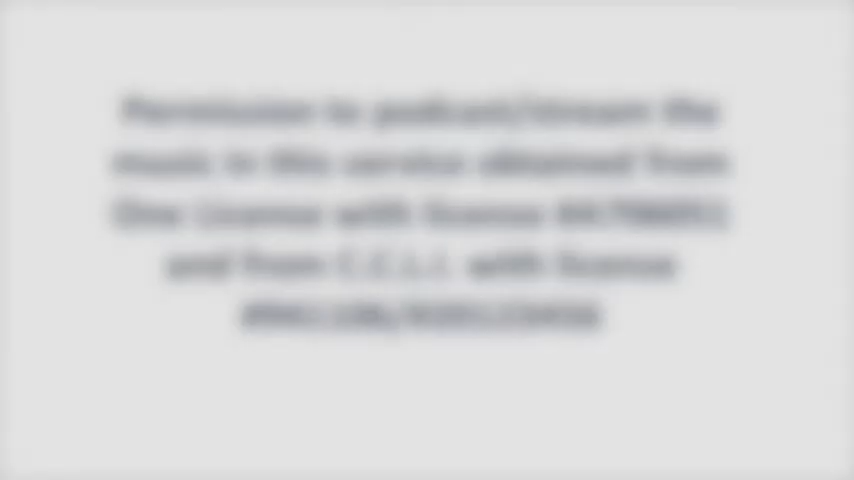 Permission to podcast/stream the
music in this service obtained from
One License with license
and from C.C.L.I. with license